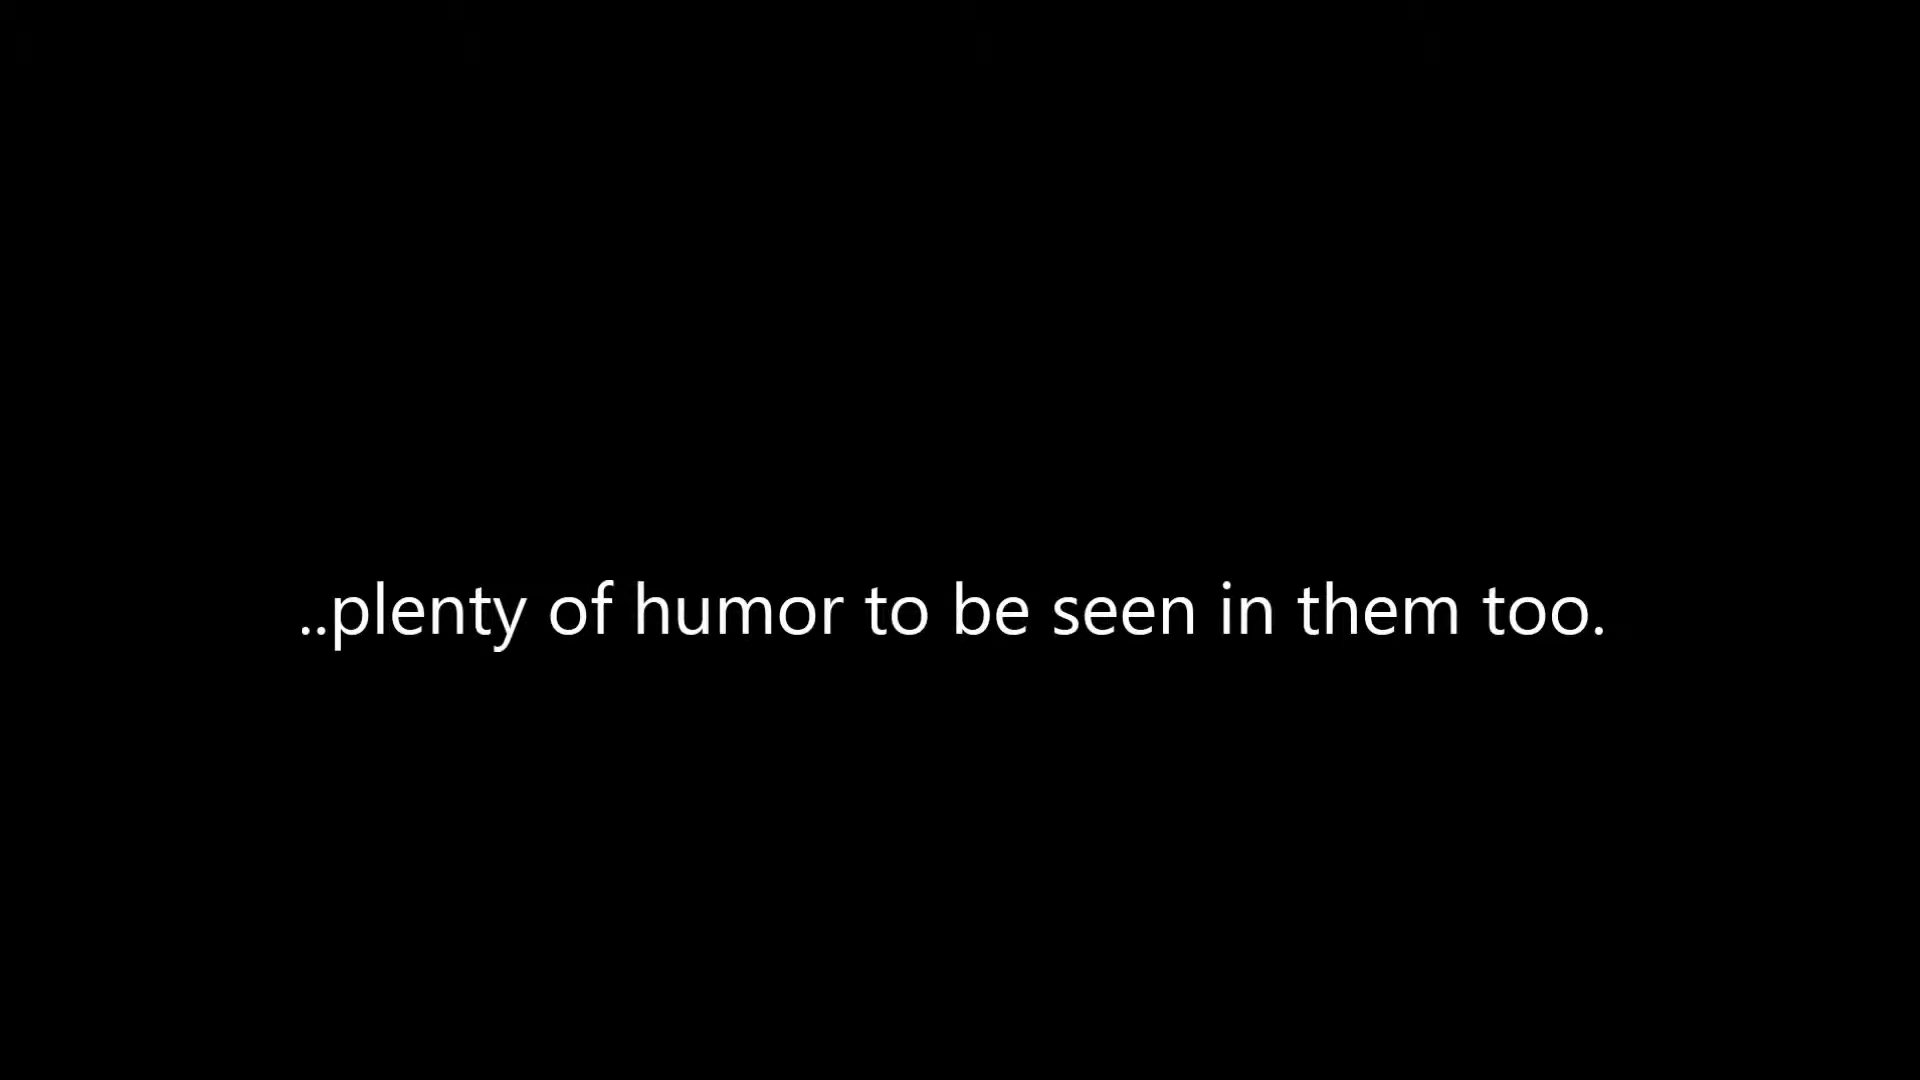 ..plenty of humor to be seen in them too.